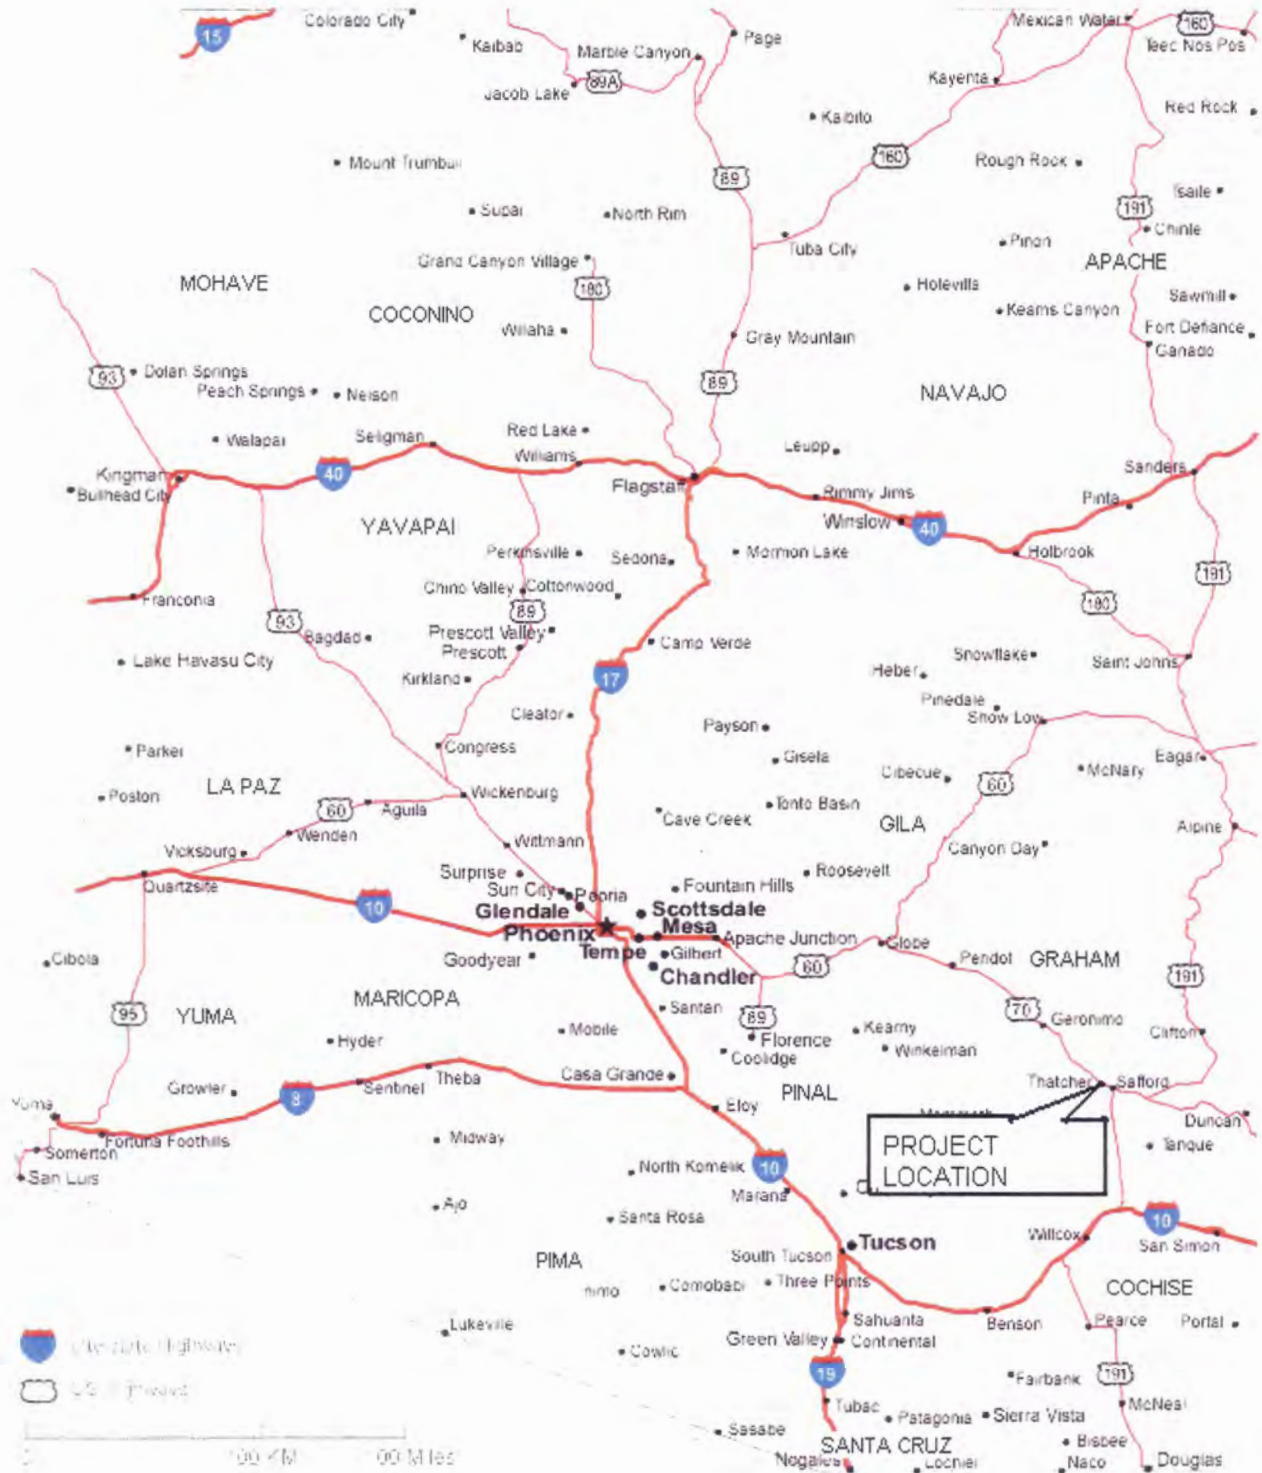 Colorado City
15
Kaibab
Marble Canyon
Page
Mexican Water
160
Teec Nos Pos
89A
Jacob Lake
Kayenta
Kaibito
Red Rock
Mount Trumbull
160
Rough Rock
89
Tsaile
Supai
North Rim
191
Chinle
Tuba City
Pinon
Grand Canyon Village
APACHE
MOHAVE
180
Hotevilla
Sawmill
COCONINO
Kearns Canyon
Willaha
Gray Mountain
Fort Defiance
Ganado
93
Dolan Springs
Peach Springs
Nelson
89
NAVAJO
Walapai
Seligman
Red Lake
Leupp
Williams
Kingman
40
Sanders
Bullhead City
Flagstaff
Rimmy Jims
Pinta
YAVAPAI
Winslow
40
Perkinsville
Sedona
Mormon Lake
Holbrook
191
Chino Valley
Cottonwood
Franconia
180
93
89
Bagdad
Prescott Valley
Prescott
Camp Verde
Lake Havasu City
Snowflake
Saint Johns
Kirkland
17
Heber
Pinedale
Cleator
Show Low
Payson
Parker
Congress
Gisela
Eagar
Cibecue
McNary
LA PAZ
60
Poston
Wickenburg
Tonto Basin
60
Aguila
Cave Creek
GILA
Alpine
Wenden
Wittmann
Vicksburg
Canyon Day
Surprise
Roosevelt
Quartzsite
Sun City
Peoria
Fountain Hills
10
Glendale
Scottsdale
Phoenix
Mesa
Apache Junction
Globe
Tempe
Gilbert
Cibola
Goodyear
60
Peridot
GRAHAM
Chandler
191
MARICOPA
95
YUMA
Santan
89
70
Geronimo
Mobile
Kearny
Clifton
Hyder
Florence
Coolidge
Winkelman
Theba
Casa Grande
Sentinel
Thatcher
Safford
Growler
8
PINAL
Yuma
Eloy
Duncan
Fortuna Foothills
Midway
PROJECT
LOCATION
Tanque
Somerton
San Luis
North Komelik
10
Marana
Ajo
Santa Rosa
10
Willcox
San Simon
Tucson
South Tucson
PIMA
Comobabi
Three Points
COCHISE
Sahuarita
Benson
Pearce
Portal
Lukeville
Green Valley
Continental
Cowlic
19
Fairbank
191
Tubac
McNeal
Patagonia
Sierra Vista
Sasabe
Bisbee
SANTA CRUZ
Nogales
Lochiel
Naco
Douglas